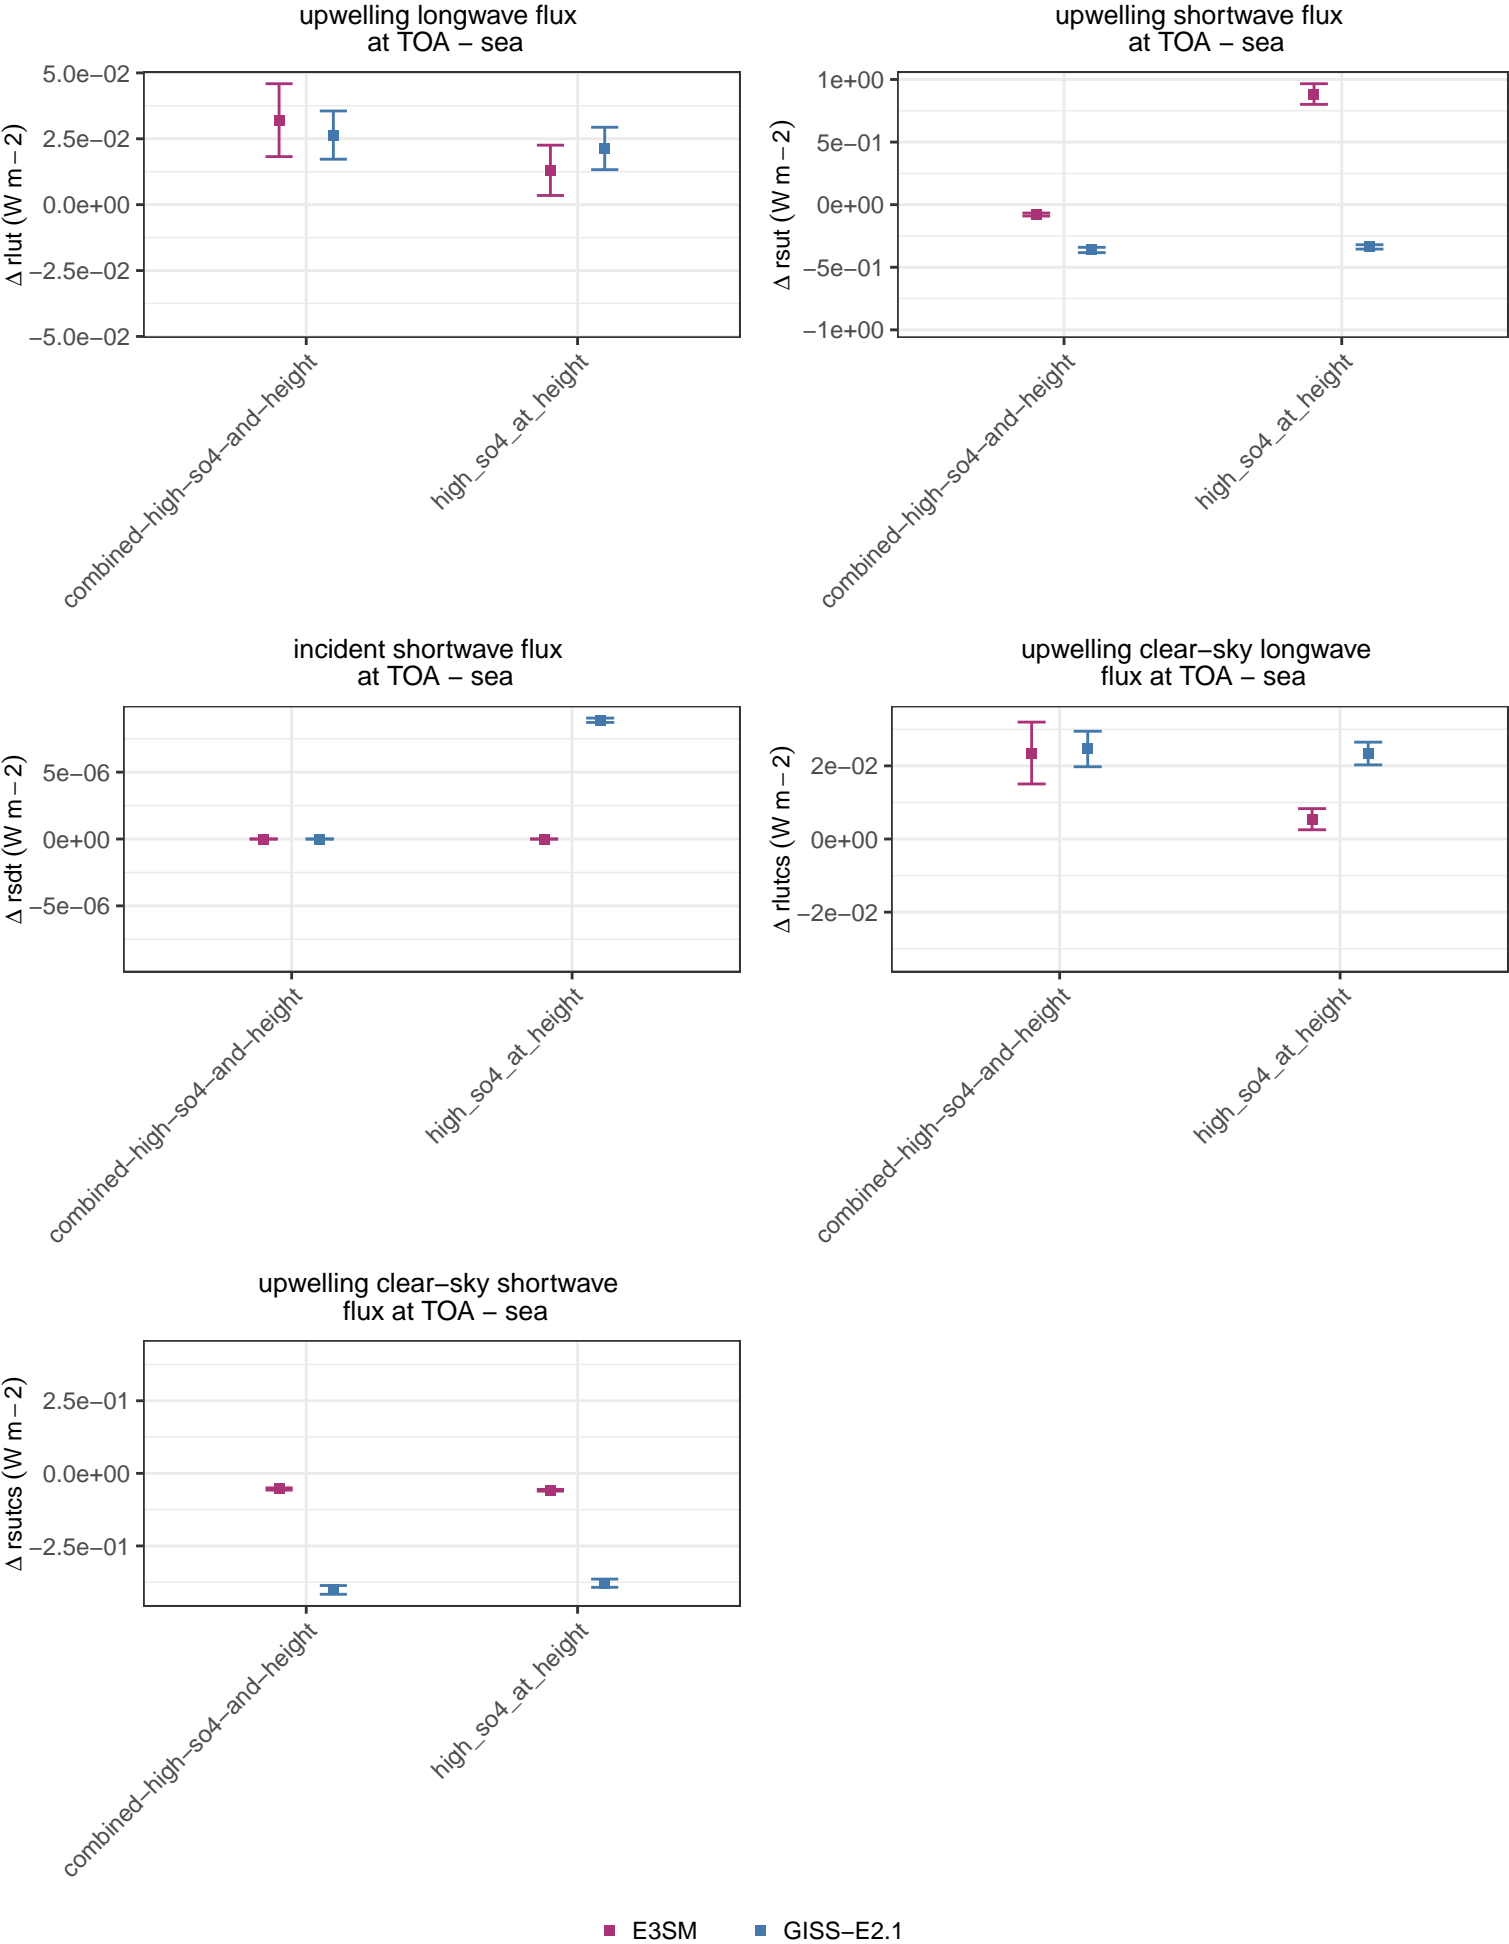 upwelling longwave flux
at TOA − sea
Δ rlut (W m − 2)
5.0e−02
2.5e−02
0.0e+00
−2.5e−02
−5.0e−02
combined−high−so4−and−height
high_so4_at_height
upwelling shortwave flux
at TOA − sea
Δ rsut (W m − 2)
1e+00
5e−01
0e+00
−5e−01
−1e+00
combined−high−so4−and−height
high_so4_at_height
incident shortwave flux
at TOA − sea
Δ rsdt (W m − 2)
5e−06
0e+00
−5e−06
combined−high−so4−and−height
high_so4_at_height
upwelling clear−sky longwave
flux at TOA − sea
Δ rlutcs (W m − 2)
2e−02
0e+00
−2e−02
combined−high−so4−and−height
high_so4_at_height
upwelling clear−sky shortwave
flux at TOA − sea
Δ rsutcs (W m − 2)
2.5e−01
0.0e+00
−2.5e−01
combined−high−so4−and−height
high_so4_at_height
E3SM
GISS−E2.1